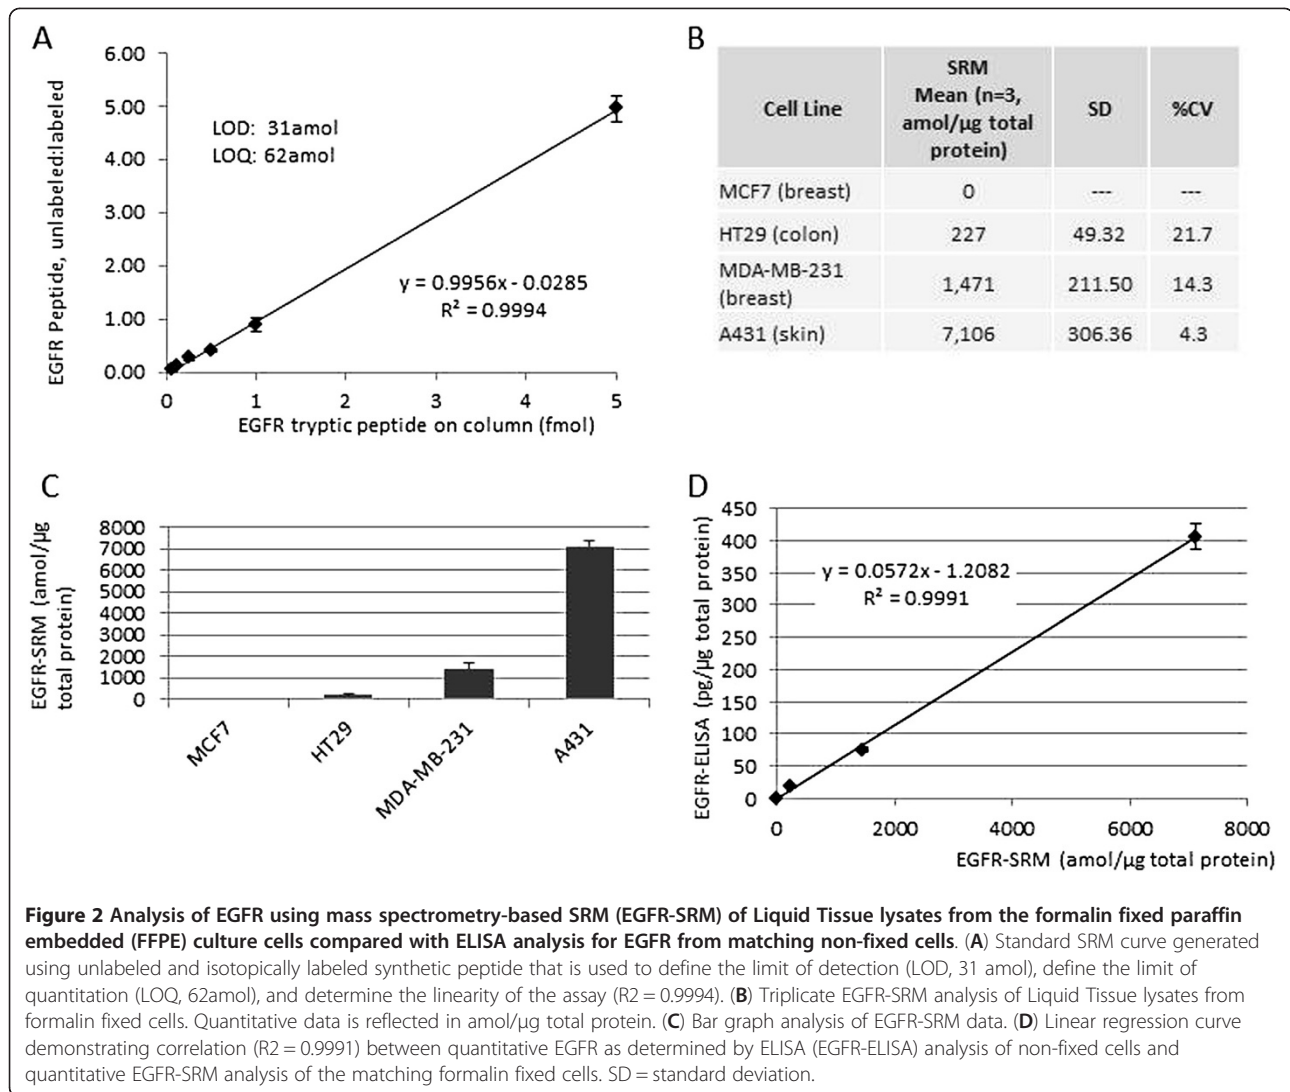 A
EGFR Peptide, unlabeled:labeled
6.00
5.00
4.00
3.00
2.00
1.00
0.00
LOD: 31amol
LOQ: 62amol
y = 0.9956x - 0.0285
R² = 0.9994
0 1 2 3 4 5
EGFR tryptic peptide on column (fmol)
B
Cell Line
SRM
Mean (n=3,
amol/µg total
protein)
SD
%CV
MCF7 (breast) 0 --- ---
HT29 (colon) 227 49.32 21.7
MDA-MB-231
(breast)
1,471 211.50 14.3
A431 (skin) 7,106 306.36 4.3
C
EGFR-SRM (amol/µg
total protein)
8000
7000
6000
5000
4000
3000
2000
1000
0
MCF7
HT29
MDA-MB-231
A431
D
EGFR-ELISA (pg/µg total protein)
450
400
350
300
250
200
150
100
50
0
y = 0.0572x - 1.2082
R² = 0.9991
0 2000 4000 6000 8000
EGFR-SRM (amol/µg total protein)
Figure 2 Analysis of EGFR using mass spectrometry-based SRM (EGFR-SRM) of Liquid Tissue lysates from the formalin fixed paraffin
embedded (FFPE) culture cells compared with ELISA analysis for EGFR from matching non-fixed cells. (A) Standard SRM curve generated
using unlabeled and isotopically labeled synthetic peptide that is used to define the limit of detection (LOD, 31 amol), define the limit of
quantitation (LOQ, 62amol), and determine the linearity of the assay (R2 = 0.9994). (B) Triplicate EGFR-SRM analysis of Liquid Tissue lysates from
formalin fixed cells. Quantitative data is reflected in amol/µg total protein. (C) Bar graph analysis of EGFR-SRM data. (D) Linear regression curve
demonstrating correlation (R2 = 0.9991) between quantitative EGFR as determined by ELISA (EGFR-ELISA) analysis of non-fixed cells and
quantitative EGFR-SRM analysis of the matching formalin fixed cells. SD = standard deviation.